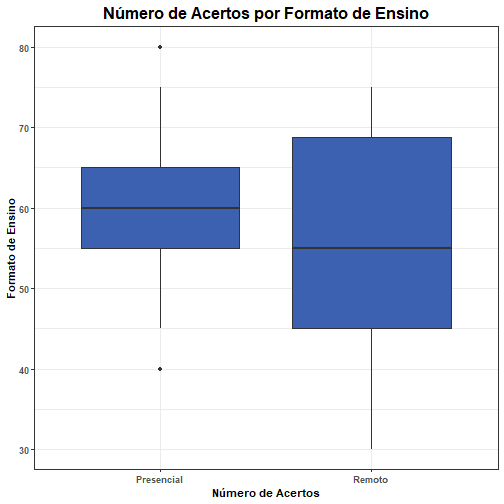 Número de Acertos por Formato de Ensino
Formato de Ensino
80
70
60
50
40
30
Presencial
Remoto
Número de Acertos